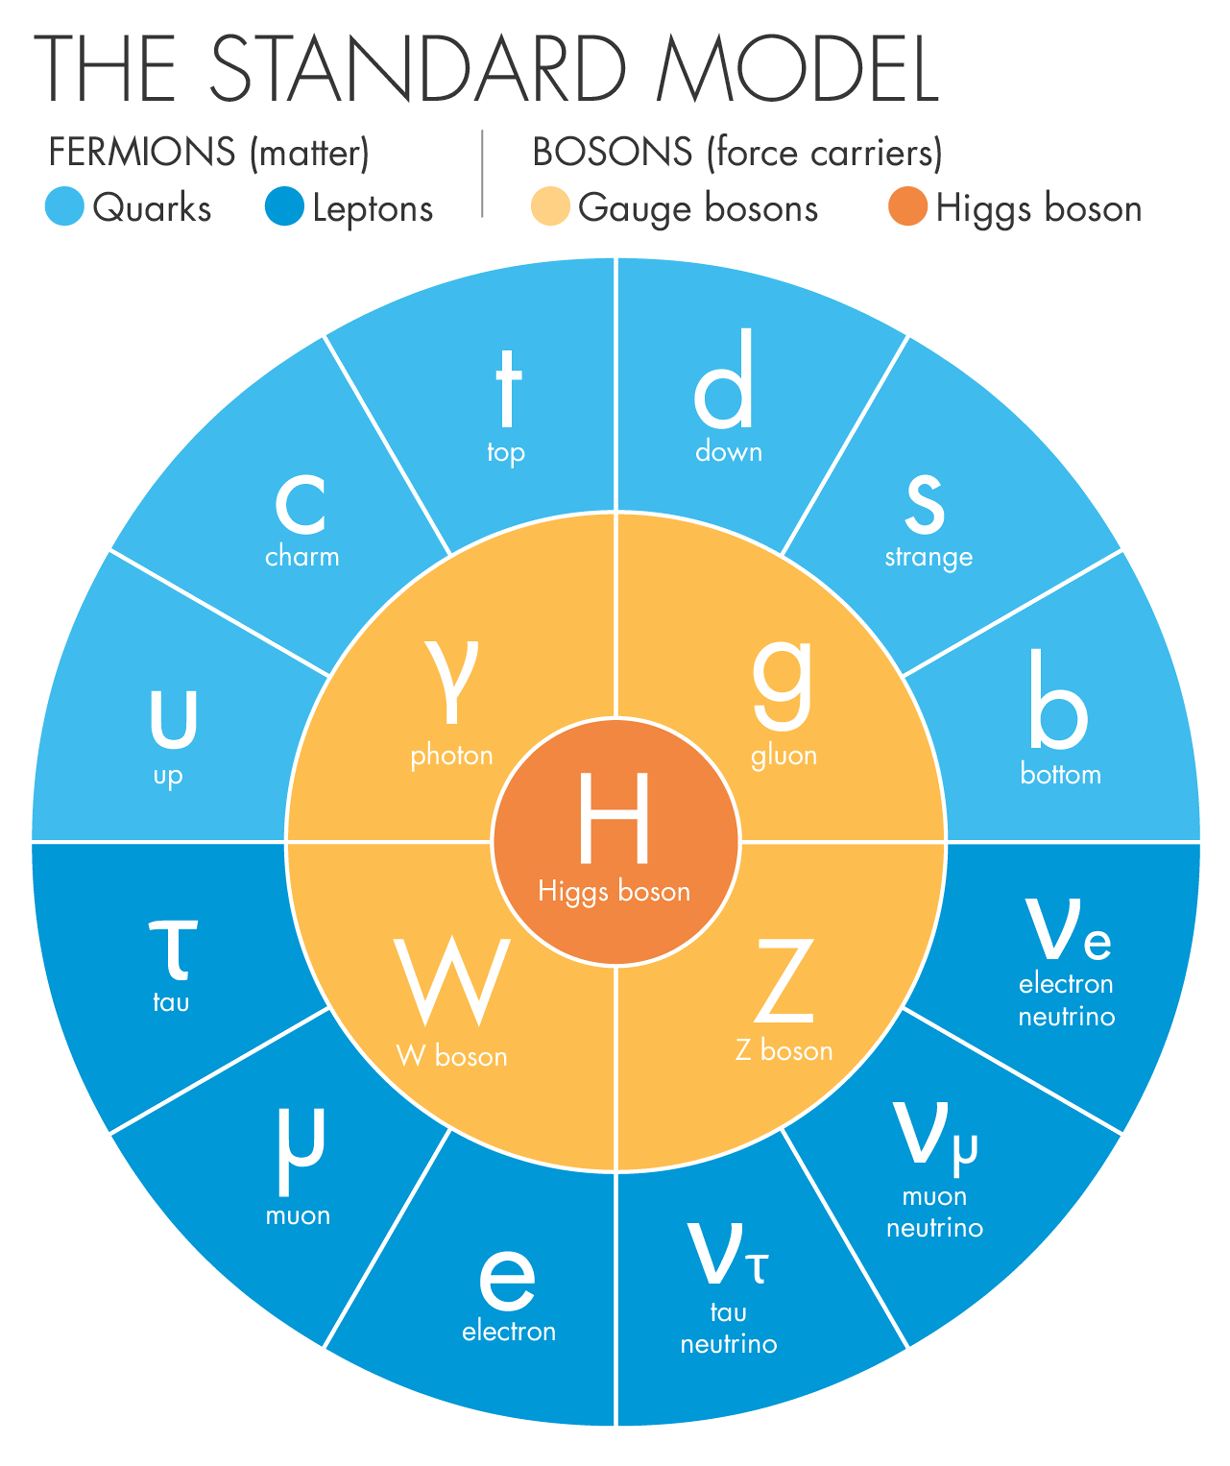 THE STANDARD MODEL
FERMIONS (matter)
Quarks
Leptons
BOSONS (force carriers)
Gauge bosons
Higgs boson
t
top
d
down
c
charm
s
strange
u
up
b
bottom
γ
photon
g
gluon
H
Higgs boson
W
W boson
Z
Z boson
τ
tau
νe
electron
neutrino
μ
muon
νμ
muon
neutrino
e
electron
ντ
tau
neutrino